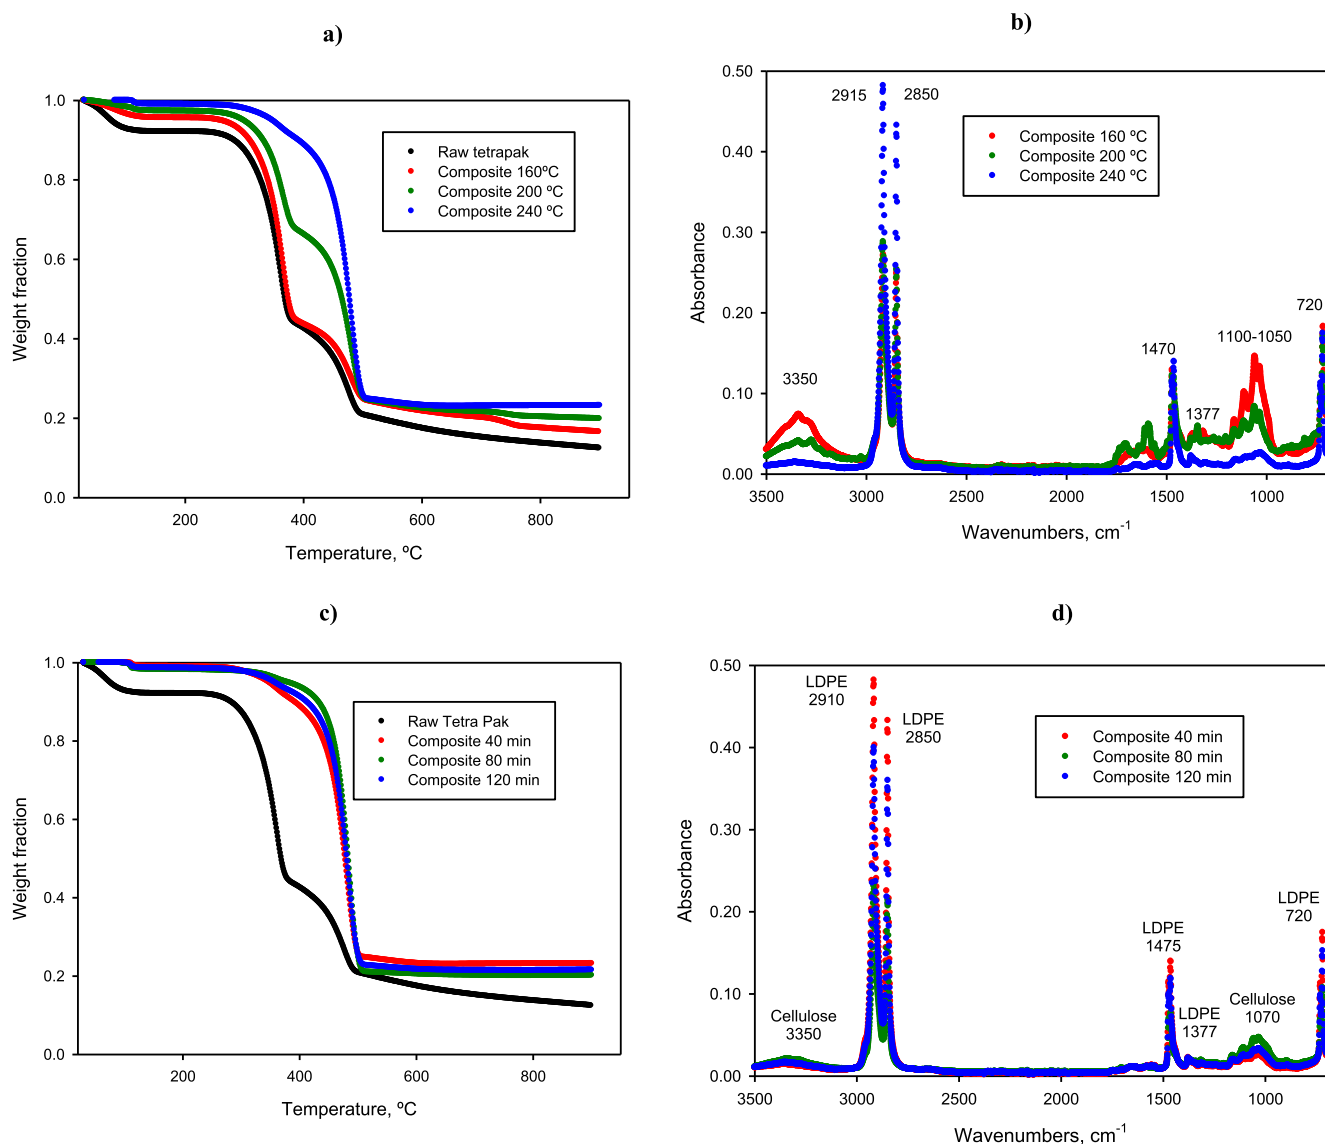 a)
Weight fraction
1.0
0.8
0.6
0.4
0.2
0.0
Raw tetrapak
Composite 160ºC
Composite 200 ºC
Composite 240 ºC
200
400
600
800
Temperature, ºC
b)
Absorbance
0.50
0.40
0.30
0.20
0.10
0.00
2915
2850
Composite 160 ºC
Composite 200 ºC
Composite 240 ºC
3350
1470
1377
1100-1050
720
3500
3000
2500
2000
1500
1000
Wavenumbers, cm-1
c)
Weight fraction
1.0
0.8
0.6
0.4
0.2
0.0
Raw Tetra Pak
Composite 40 min
Composite 80 min
Composite 120 min
200
400
600
800
Temperature, ºC
d)
Absorbance
0.50
0.40
0.30
0.20
0.10
0.00
LDPE
2910
LDPE
2850
Composite 40 min
Composite 80 min
Composite 120 min
Cellulose
3350
LDPE
1475
LDPE
1377
Cellulose
1070
LDPE
720
3500
3000
2500
2000
1500
1000
Wavenumbers, cm-1